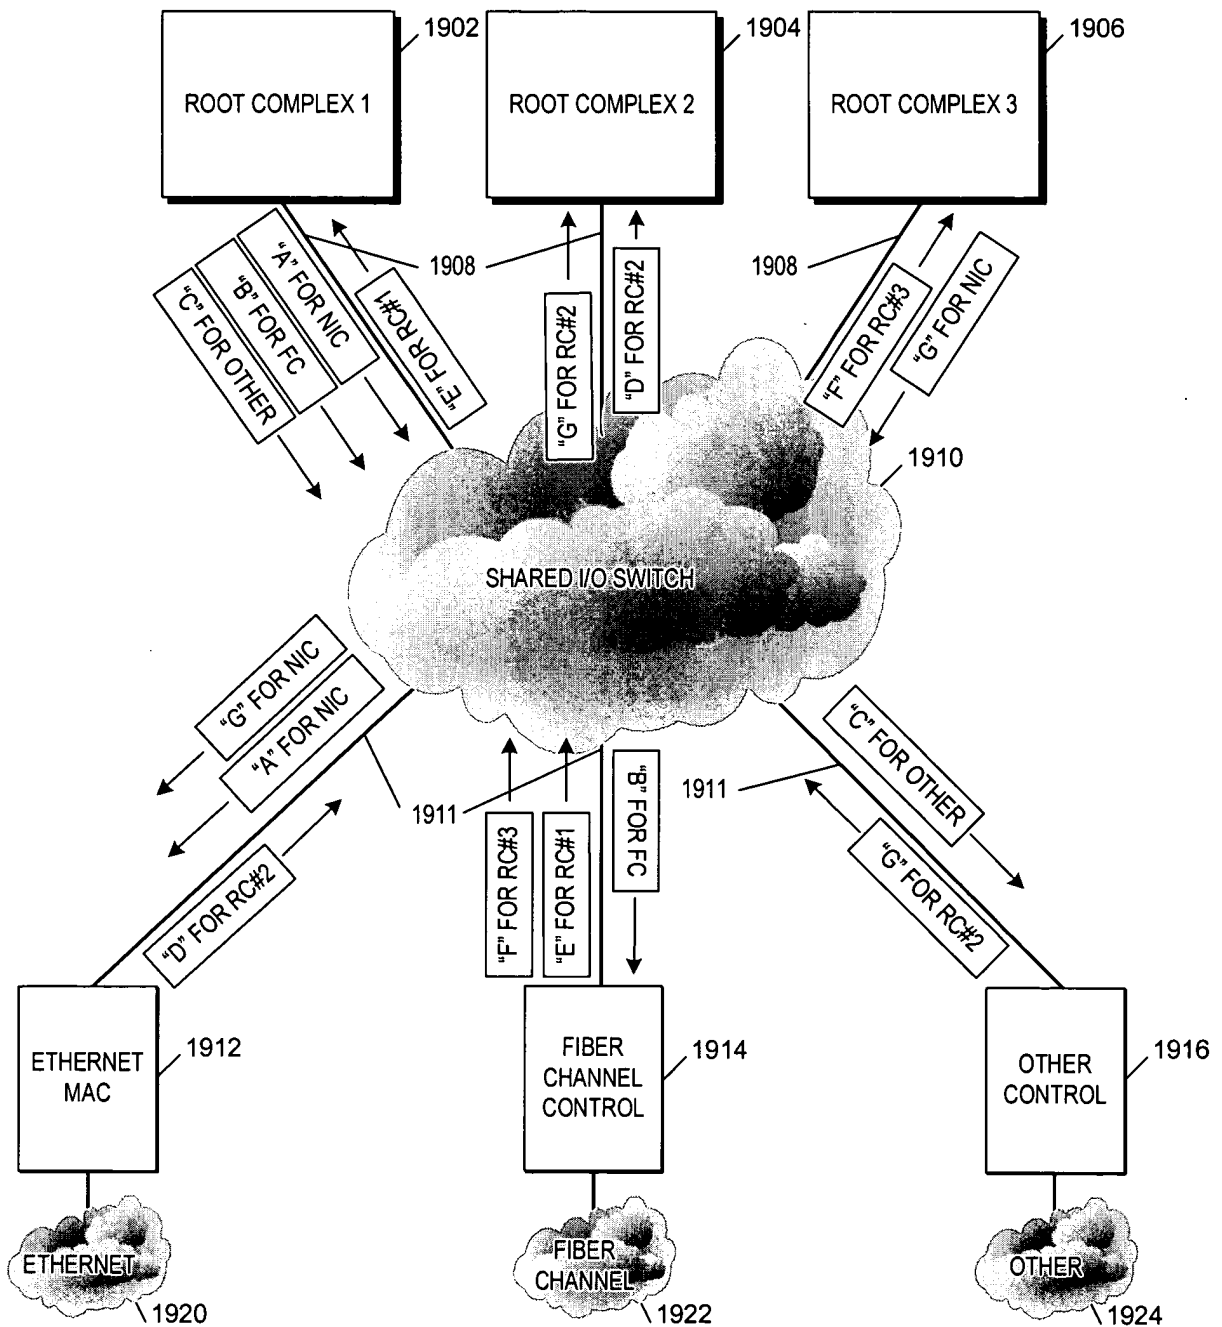 1902
1904
1906
ROOT COMPLEX 1
ROOT COMPLEX 2
ROOT COMPLEX 3
1908
1908
"A" FOR NIC
"B" FOR FC
"C" FOR OTHER
"E" FOR RC#1
"G" FOR RC#2
"D" FOR RC#2
"F" FOR RC#3
"G" FOR NIC
1910
SHARED I/O SWITCH
"G" FOR NIC
"A" FOR NIC
"D" FOR RC#2
1911
"F" FOR RC#3
"E" FOR RC#1
"B" FOR FC
1911
"C" FOR OTHER
"G" FOR RC#2
1912
ETHERNET
MAC
1914
FIBER
CHANNEL
CONTROL
1916
OTHER
CONTROL
ETHERNET
1920
FIBER
CHANNEL
1922
OTHER
1924